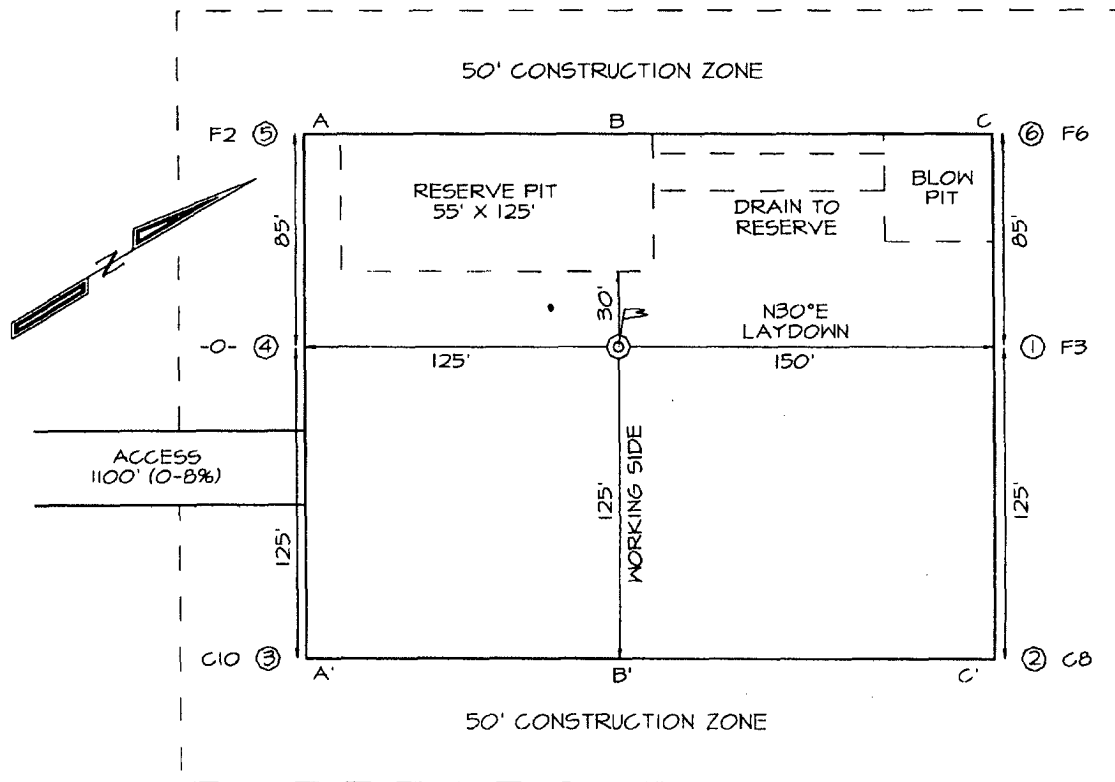 50' CONSTRUCTION ZONE
F2 ⑤ A B C ⑥ F6
RESERVE PIT
55' X 125'
BLOW
PIT
DRAIN TO
RESERVE
85'
85'
N
30'
N30°E
LAYDOWN
-0- ④ ① F3
125' 150'
ACCESS
1100' (0-8%)
125'
125'
WORKING SIDE
125'
C10 ③ ② C8
A' B' C'
50' CONSTRUCTION ZONE